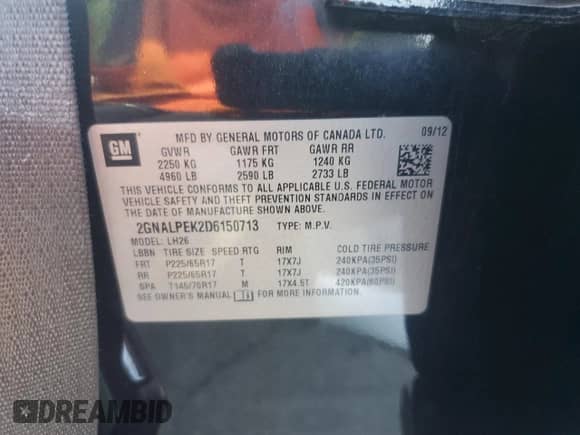 GM
MFD BY GENERAL MOTORS OF CANADA LTD. 09/12
GVWR GAWR FRT GAWR RR
2250 KG 1175 KG 1240 KG
4960 LB 2590 LB 2733 LB
THIS VEHICLE CONFORMS TO ALL APPLICABLE U.S. FEDERAL MOTOR
VEHICLE SAFETY AND THEFT PREVENTION STANDARDS IN EFFECT ON
THE DATE OF MANUFACTURE SHOWN ABOVE.
2GNALPEK2D6150713 TYPE: M.P.V.
MODEL: LH26
LBBN TIRE SIZE SPEED RTG RIM COLD TIRE PRESSURE
FRT P225/65R17 T 17X7J 240KPA(35PSI)
RR P225/65R17 T 17X7J 240KPA(35PSI)
SPA T145/70R17 M 17X4.5T 420KPA(60PSI)
SEE OWNER'S MANUAL FOR MORE INFORMATION.
DREAMBID